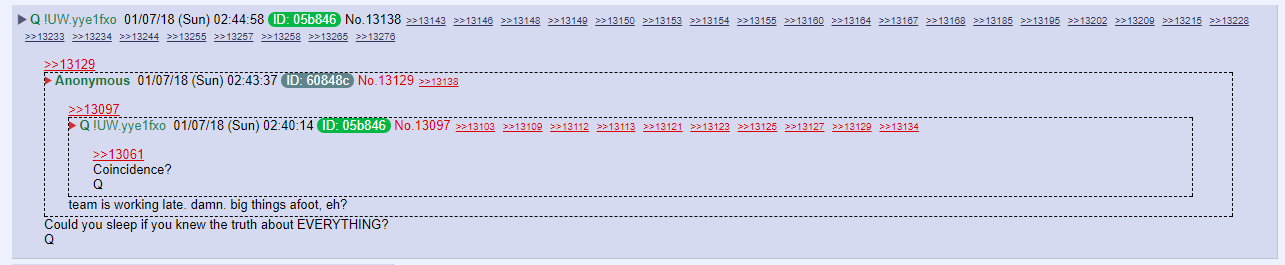 Q !UW.yye1fxo 01/07/18 (Sun) 02:44:58 ID: 05b846 No.13138 >>13143 >>13146 >>13148 >>13149 >>13150 >>13153 >>13154 >>13155 >>13160 >>13164 >>13167 >>13168 >>13185 >>13195 >>13202 >>13209 >>13215 >>13228
>>13233 >>13234 >>13244 >>13255 >>13257 >>13258 >>13265 >>13276
>>13129
Anonymous 01/07/18 (Sun) 02:43:37 ID: 60848c No.13129 >>13138
>>13097
Q !UW.yye1fxo 01/07/18 (Sun) 02:40:14 ID: 05b846 No.13097 >>13103 >>13109 >>13112 >>13113 >>13121 >>13123 >>13125 >>13127 >>13129 >>13134
>>13061
Coincidence?
Q
team is working late. damn. big things afoot, eh?
Could you sleep if you knew the truth about EVERYTHING?
Q